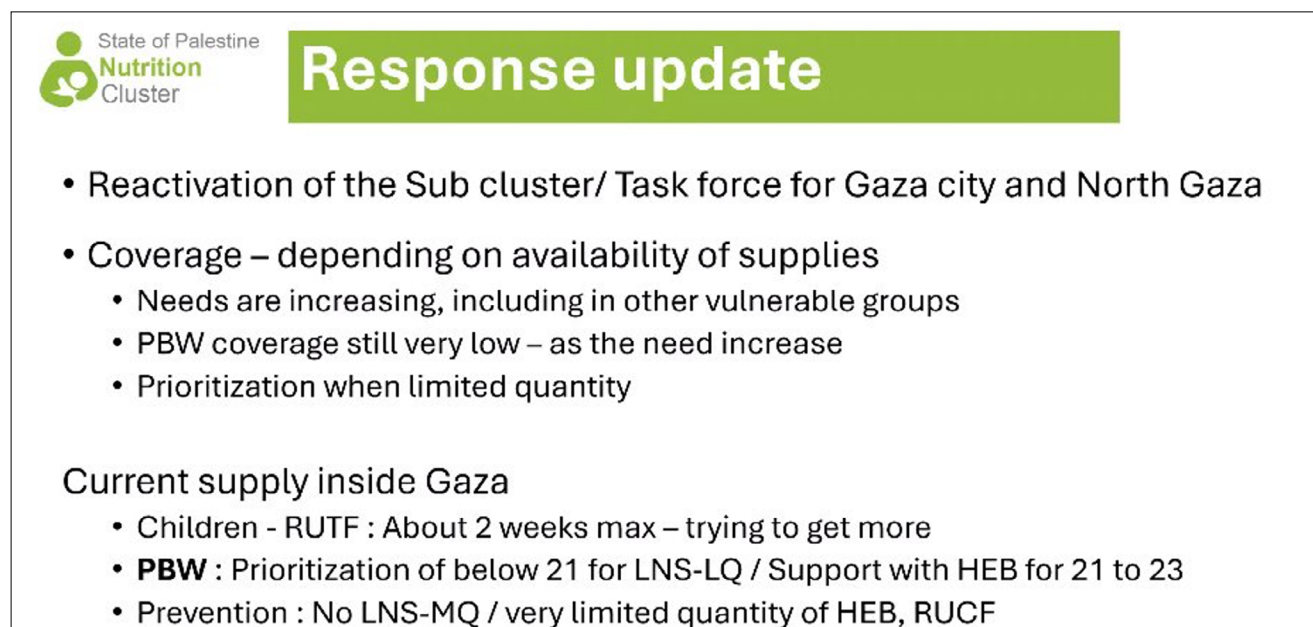 State of Palestine
Nutrition
Cluster
Response update
• Reactivation of the Sub cluster/ Task force for Gaza city and North Gaza
• Coverage – depending on availability of supplies
• Needs are increasing, including in other vulnerable groups
• PBW coverage still very low – as the need increase
• Prioritization when limited quantity
Current supply inside Gaza
• Children - RUTF : About 2 weeks max – trying to get more
• PBW : Prioritization of below 21 for LNS-LQ / Support with HEB for 21 to 23
• Prevention : No LNS-MQ / very limited quantity of HEB, RUCF